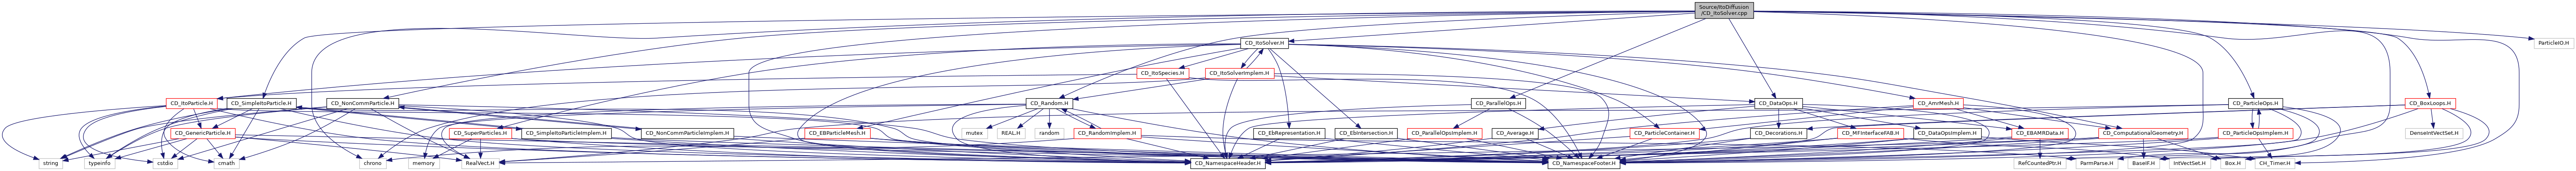 Source/ItoDiffusion
/CD_ItoSolver.cpp
CD_ItoSolver.H
ParticleIO.H
CD_ItoSpecies.H
CD_ItoSolverImplem.H
CD_ItoParticle.H
CD_SimpleItoParticle.H
CD_NonCommParticle.H
CD_Random.H
CD_ParallelOps.H
CD_DataOps.H
CD_AmrMesh.H
CD_ParticleOps.H
CD_BoxLoops.H
CD_GenericParticle.H
CD_SuperParticles.H
CD_SimpleItoParticleImplem.H
CD_NonCommParticleImplem.H
CD_EBParticleMesh.H
mutex
REAL.H
random
CD_RandomImplem.H
CD_EbRepresentation.H
CD_EbIntersection.H
CD_ParallelOpsImplem.H
CD_Average.H
CD_ParticleContainer.H
CD_Decorations.H
CD_MFInterfaceFAB.H
CD_DataOpsImplem.H
CD_EBAMRData.H
CD_ComputationalGeometry.H
CD_ParticleOpsImplem.H
DenseIntVectSet.H
string
typeinfo
cstdio
cmath
chrono
memory
RealVect.H
CD_NamespaceHeader.H
CD_NamespaceFooter.H
RefCountedPtr.H
ParmParse.H
BaseIF.H
IntVectSet.H
Box.H
CH_Timer.H